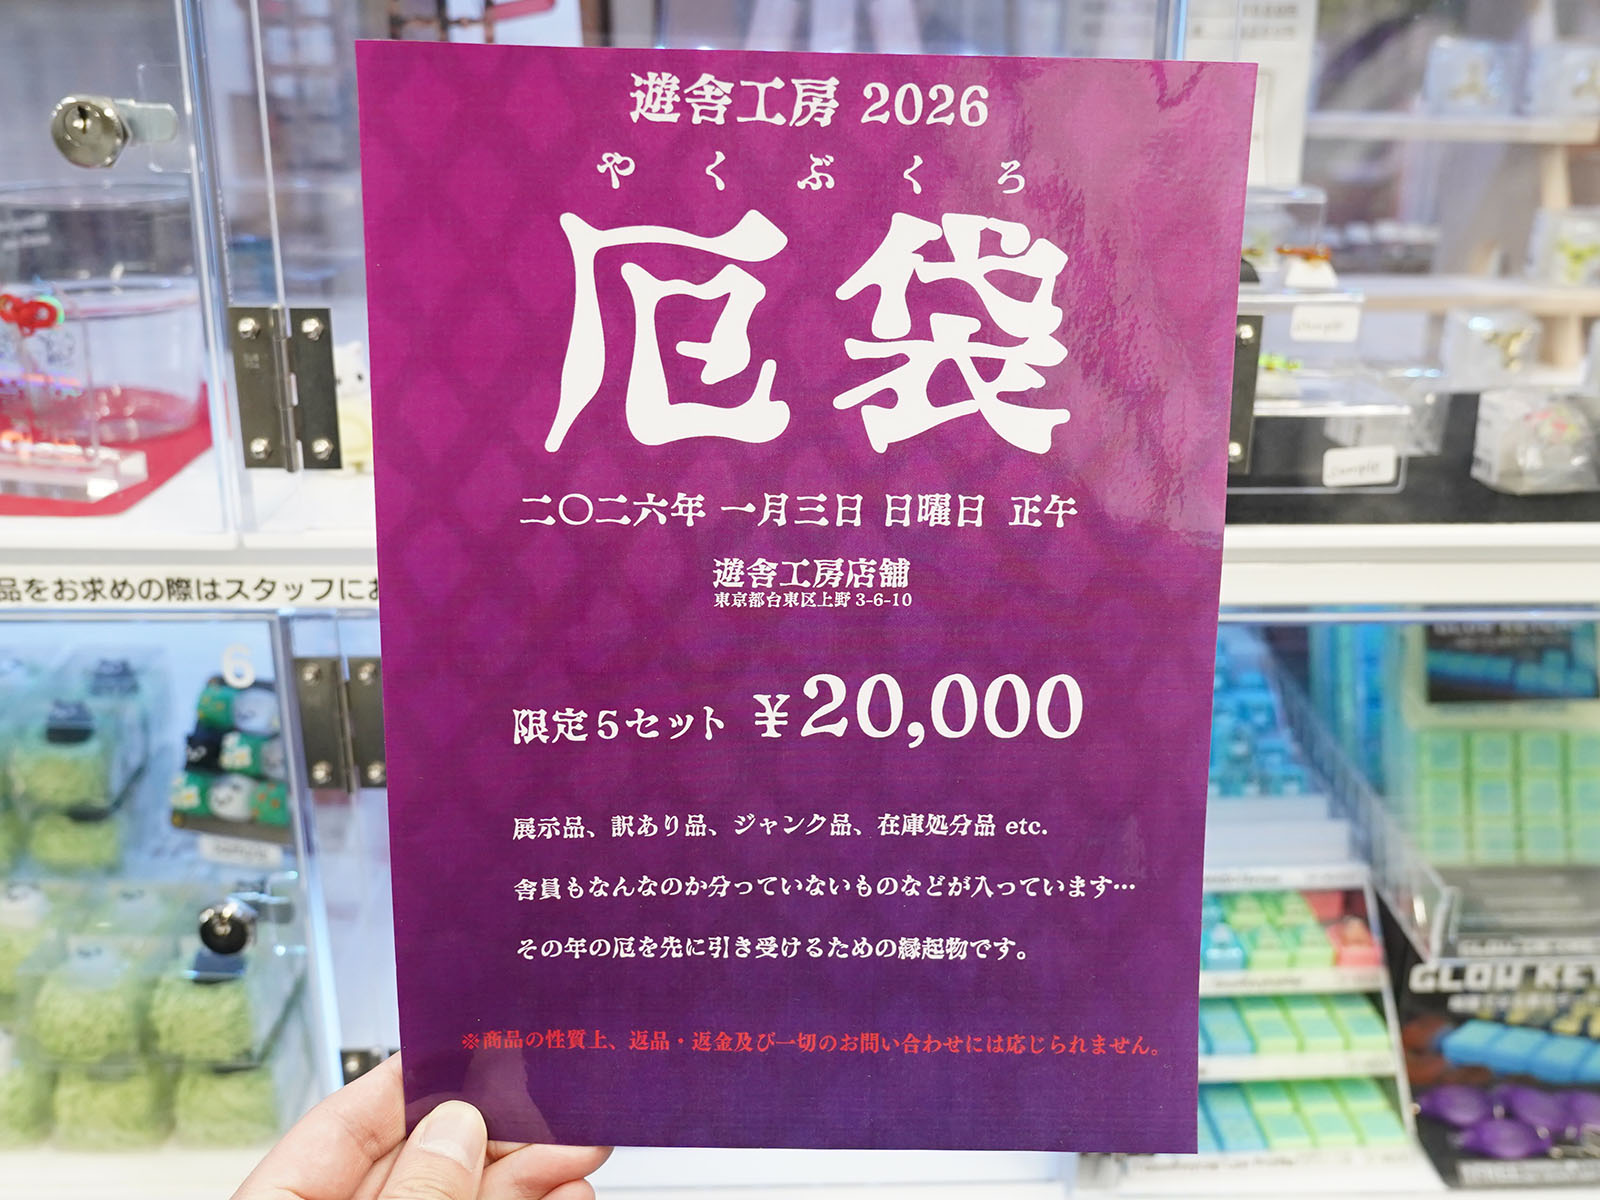 遊舎工房 2026
やくぶくろ
厄袋
二〇二六年 一月三日 日曜日 正午
遊舎工房店舗
東京都台東区上野 3-6-10
限定5セット ¥20,000
展示品、訳あり品、ジャンク品、在庫処分品 etc.
舎員もなんなのか分っていないものなどが入っています…
その年の厄を先に引き受けるための縁起物です。
※商品の性質上、返品・返金及び一切のお問い合わせには応じられません。
品をお求めの際はスタッフにお
6
Sample
GLOW KEY